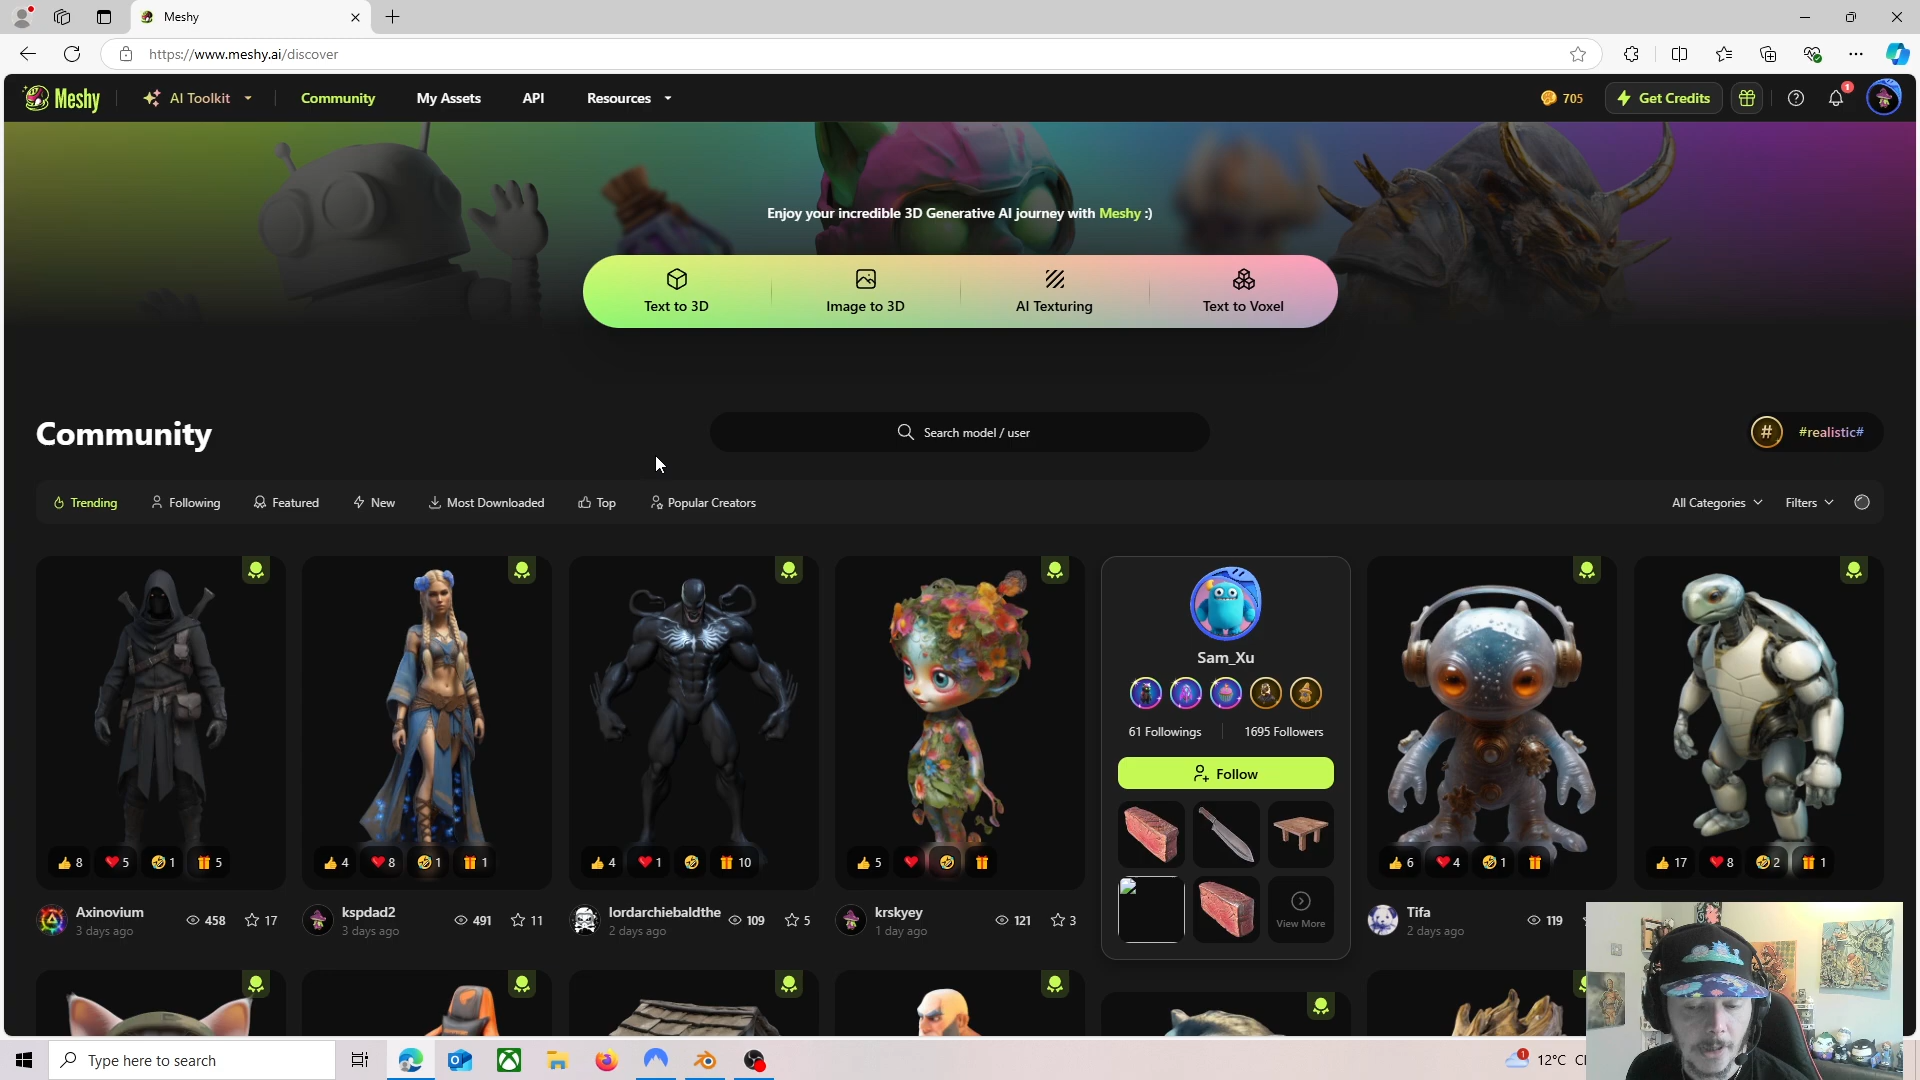 Meshy
https://www.meshy.ai/discover
Meshy
AI Toolkit
Community
My Assets
API
Resources
705
Get Credits
1
Enjoy your incredible 3D Generative AI journey with Meshy :)
Text to 3D
Image to 3D
AI Texturing
Text to Voxel
Community
Search model / user
#
#realistic#
Trending
Following
Featured
New
Most Downloaded
Top
Popular Creators
All Categories
Filters
Sam_Xu
61 Followings
1695 Followers
Follow
View More
8 5 1 5
4 8 1 1
4 1 10
5
6 4 1
17 8 2 1
Axinovium
3 days ago
458 17
kspdad2
3 days ago
491 11
lordarchiebaldthe
2 days ago
109 5
krskyey
1 day ago
121 3
Tifa
2 days ago
119
Type here to search
1
12°C